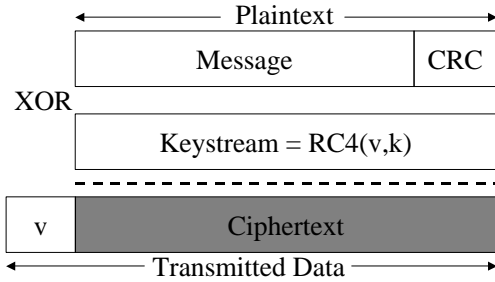 Plaintext
Message CRC
XOR
Keystream = RC4(v,k)
v Ciphertext
Transmitted Data